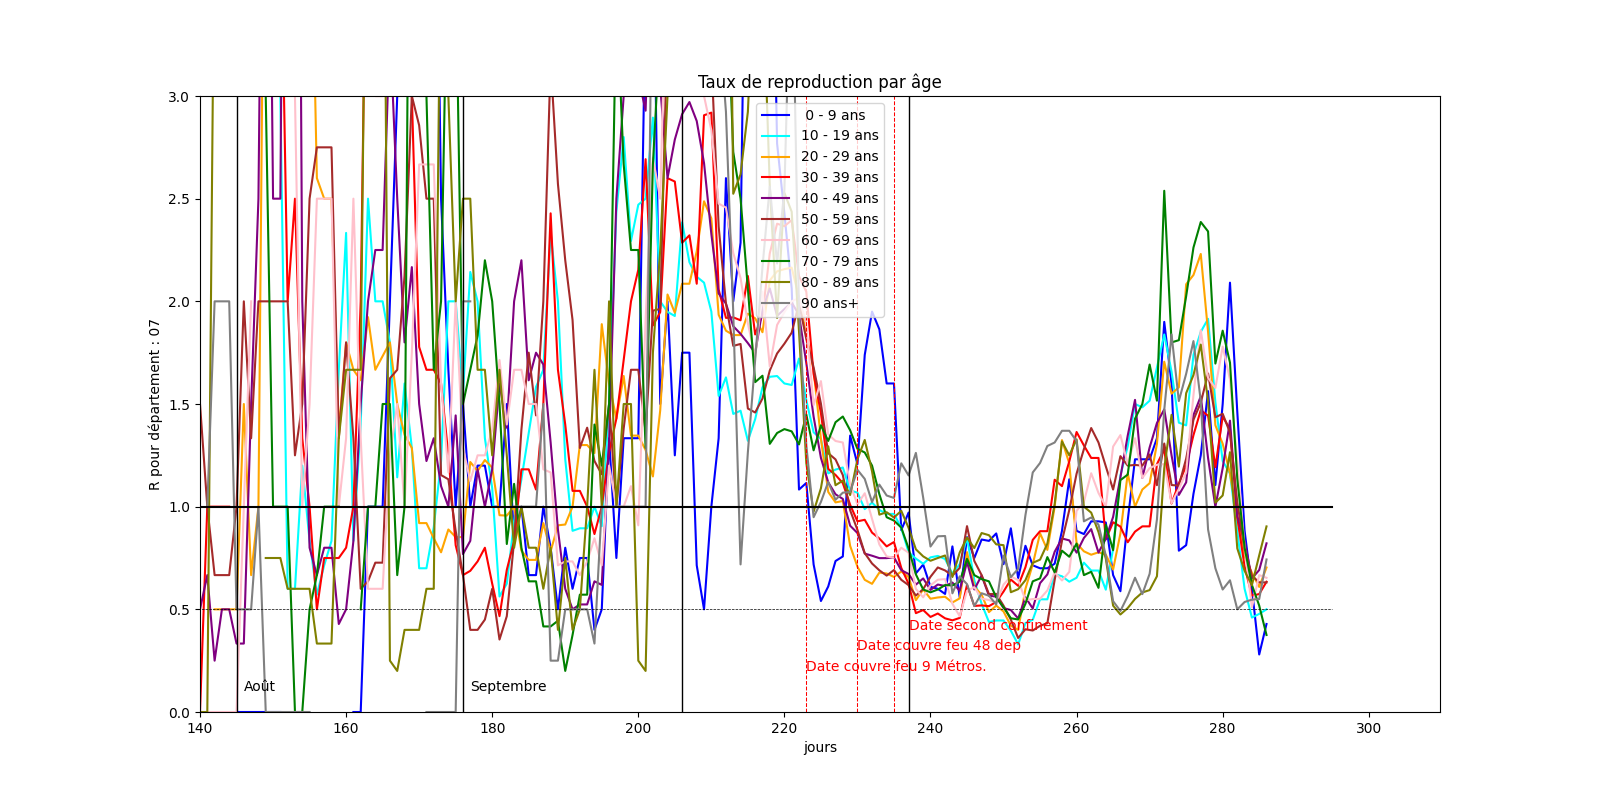 Taux de reproduction par âge
R pour département : 07
3.0
2.5
2.0
1.5
1.0
0.5
0.0
0 - 9 ans
10 - 19 ans
20 - 29 ans
30 - 39 ans
40 - 49 ans
50 - 59 ans
60 - 69 ans
70 - 79 ans
80 - 89 ans
90 ans+
Date second confinement
Date couvre feu 48 dep
Date couvre feu 9 Métros.
Août
Septembre
140 160 180 200 220 240 260 280 300
jours